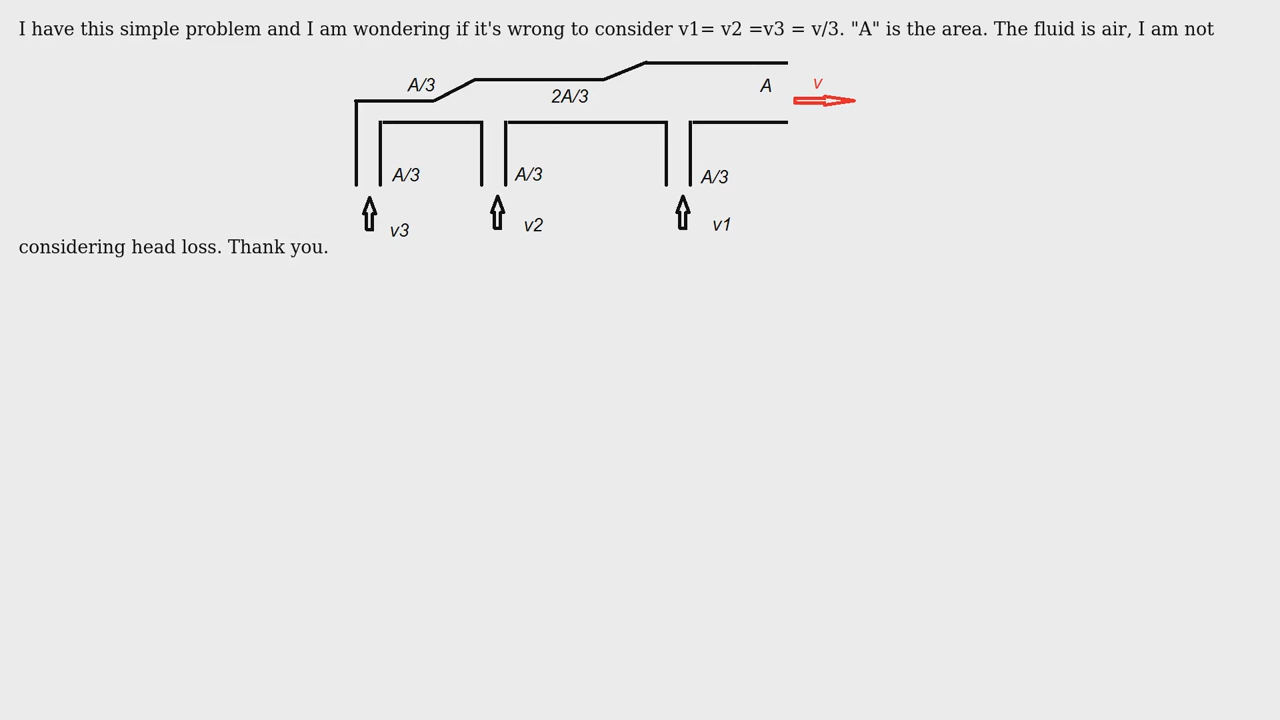 I have this simple problem and I am wondering if it's wrong to consider v1= v2 =v3 = v/3. "A" is the area. The fluid is air, I am not
A/3
2A/3
A
v
A/3
A/3
A/3
v3
v2
v1
considering head loss. Thank you.